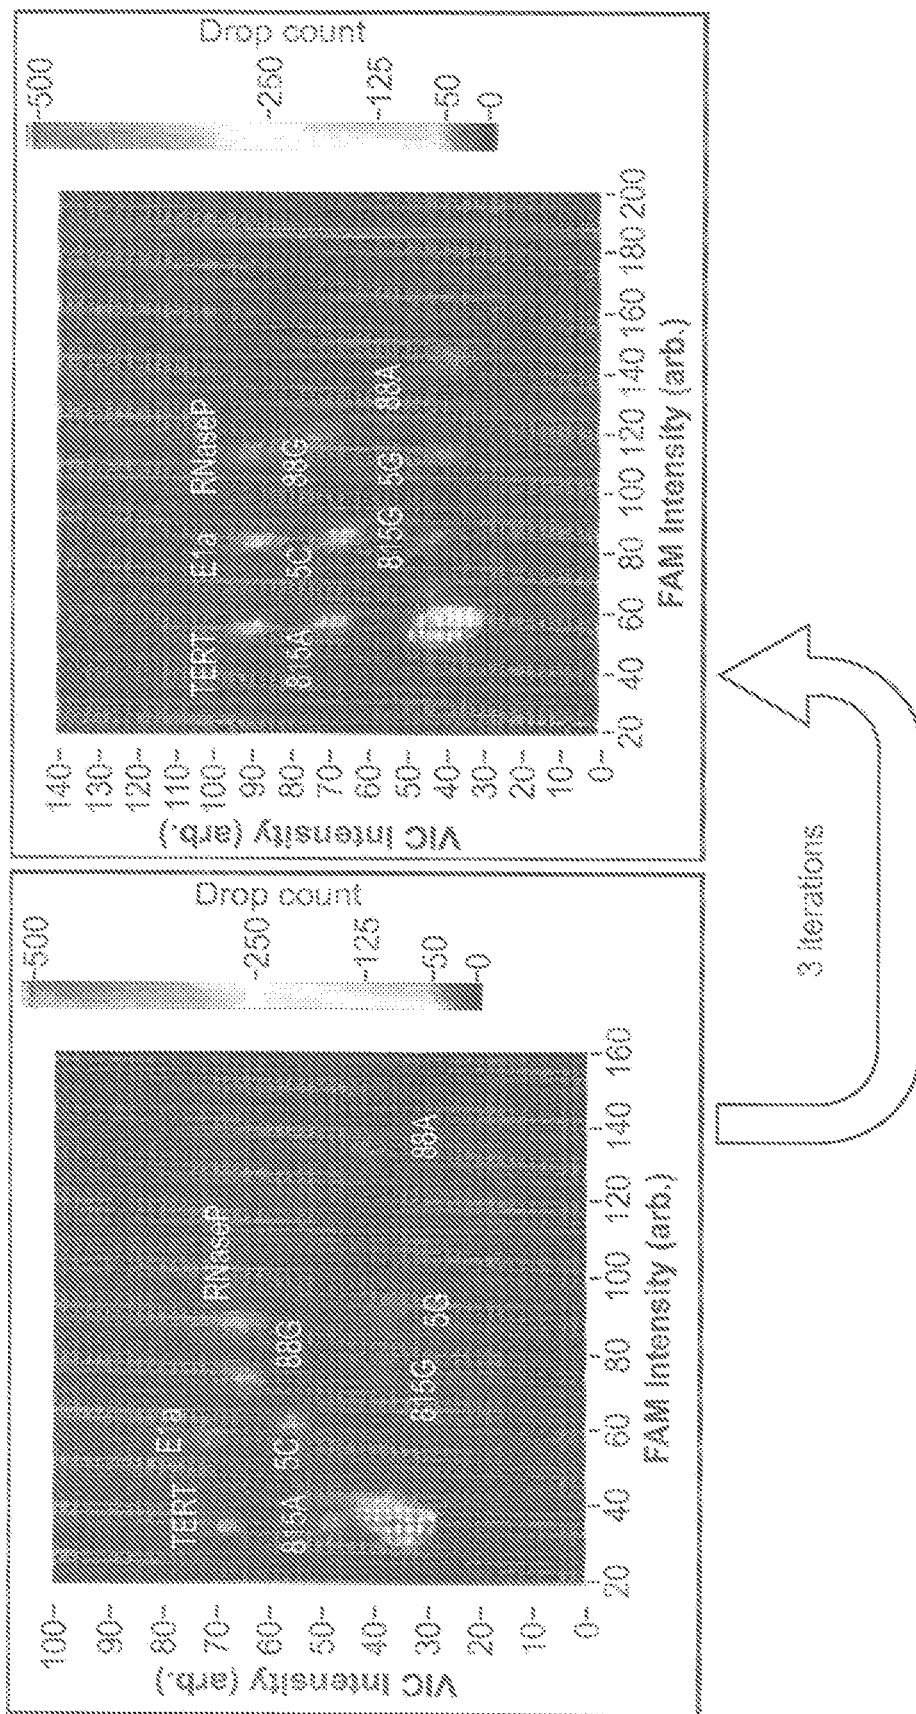 100-
90-
80-
70-
60-
50-
40-
30-
20-
10-
0-
VIC Intensity (arb.)
TERT E1a RNaseP
815A 5C 88G
815G 5G 88A
20 40 60 80 100 120 140 160
FAM Intensity (arb.)
-500
-250
-125
-50
-0
Drop count
140-
130-
120-
110-
100-
90-
80-
70-
60-
50-
40-
30-
20-
10-
0-
VIC Intensity (arb.)
TERT E1a RNaseP
815A 5C 88G
815G 5G 88A
20 40 60 80 100 120 140 160 180 200
FAM Intensity (arb.)
-500
-250
-125
-50
-0
Drop count
3 iterations